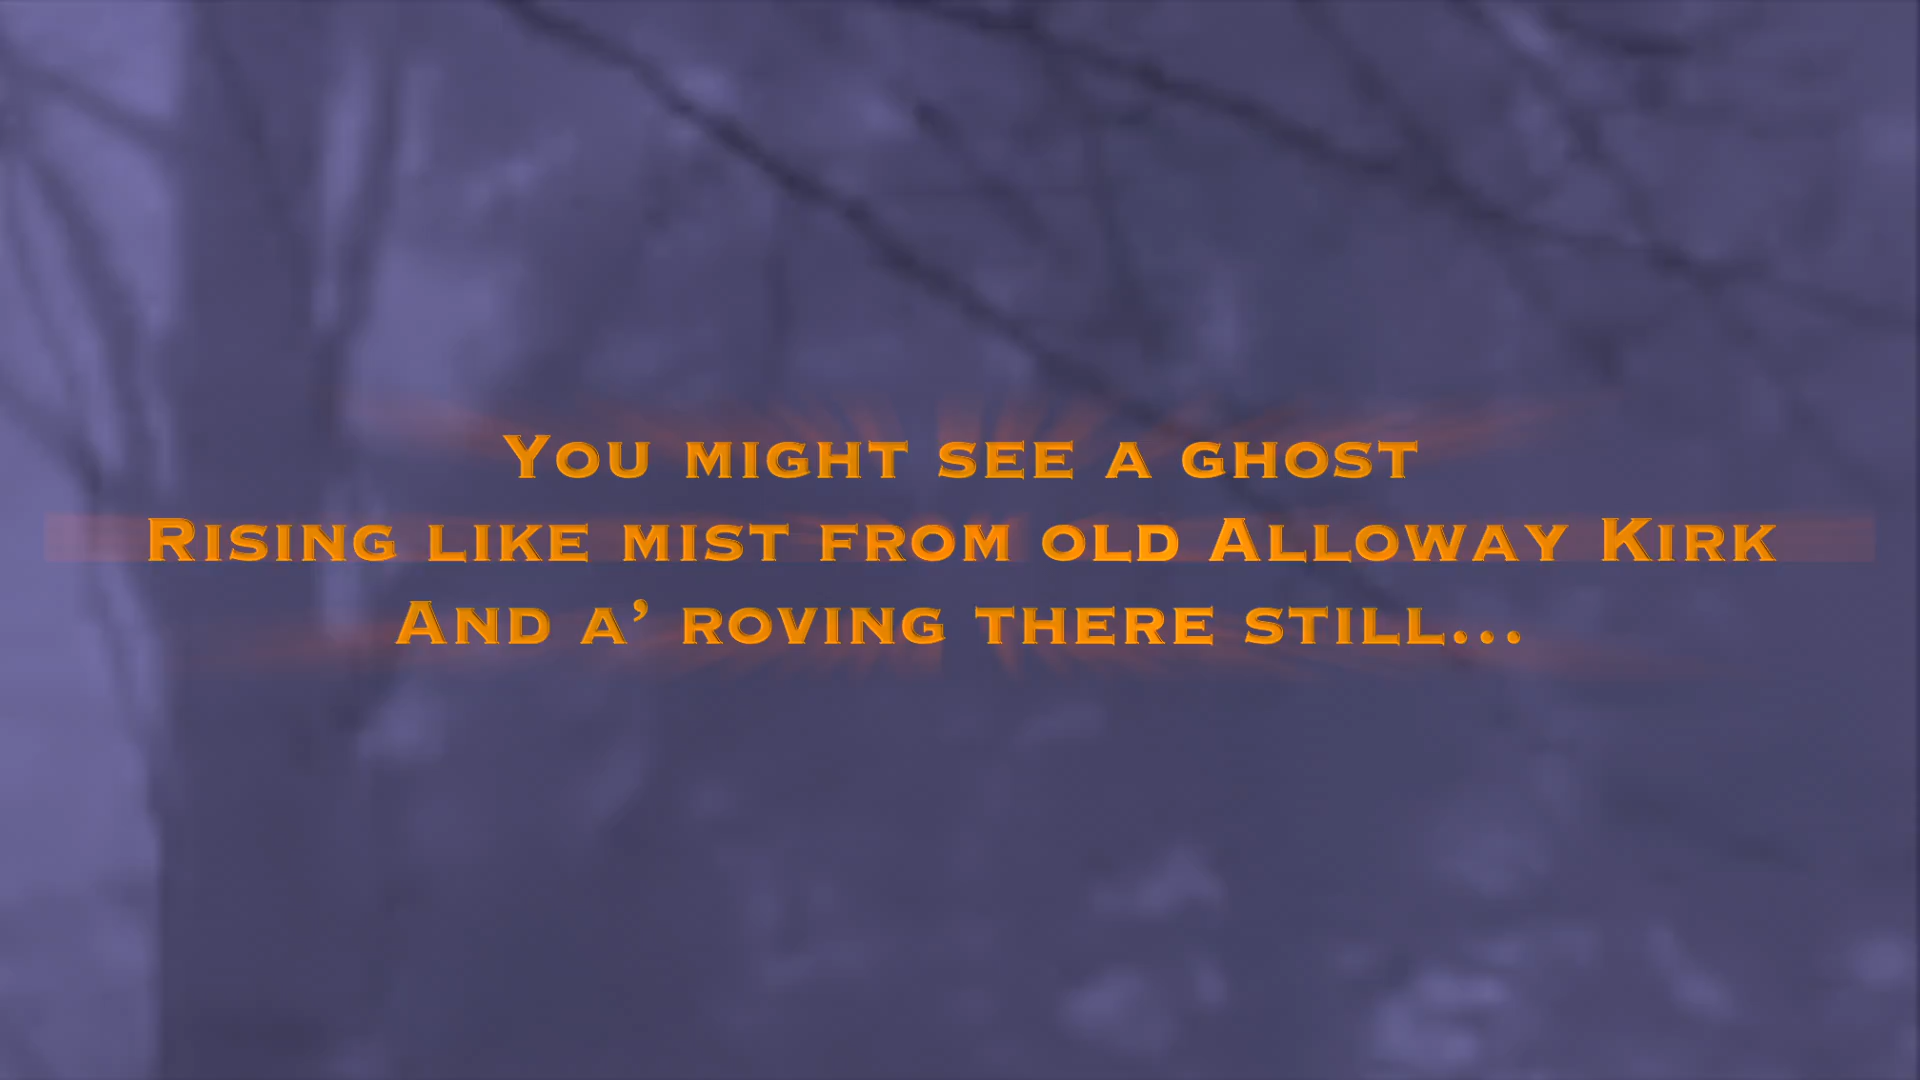 You might see a ghost
Rising like mist from old Alloway Kirk
And a’ roving there still...